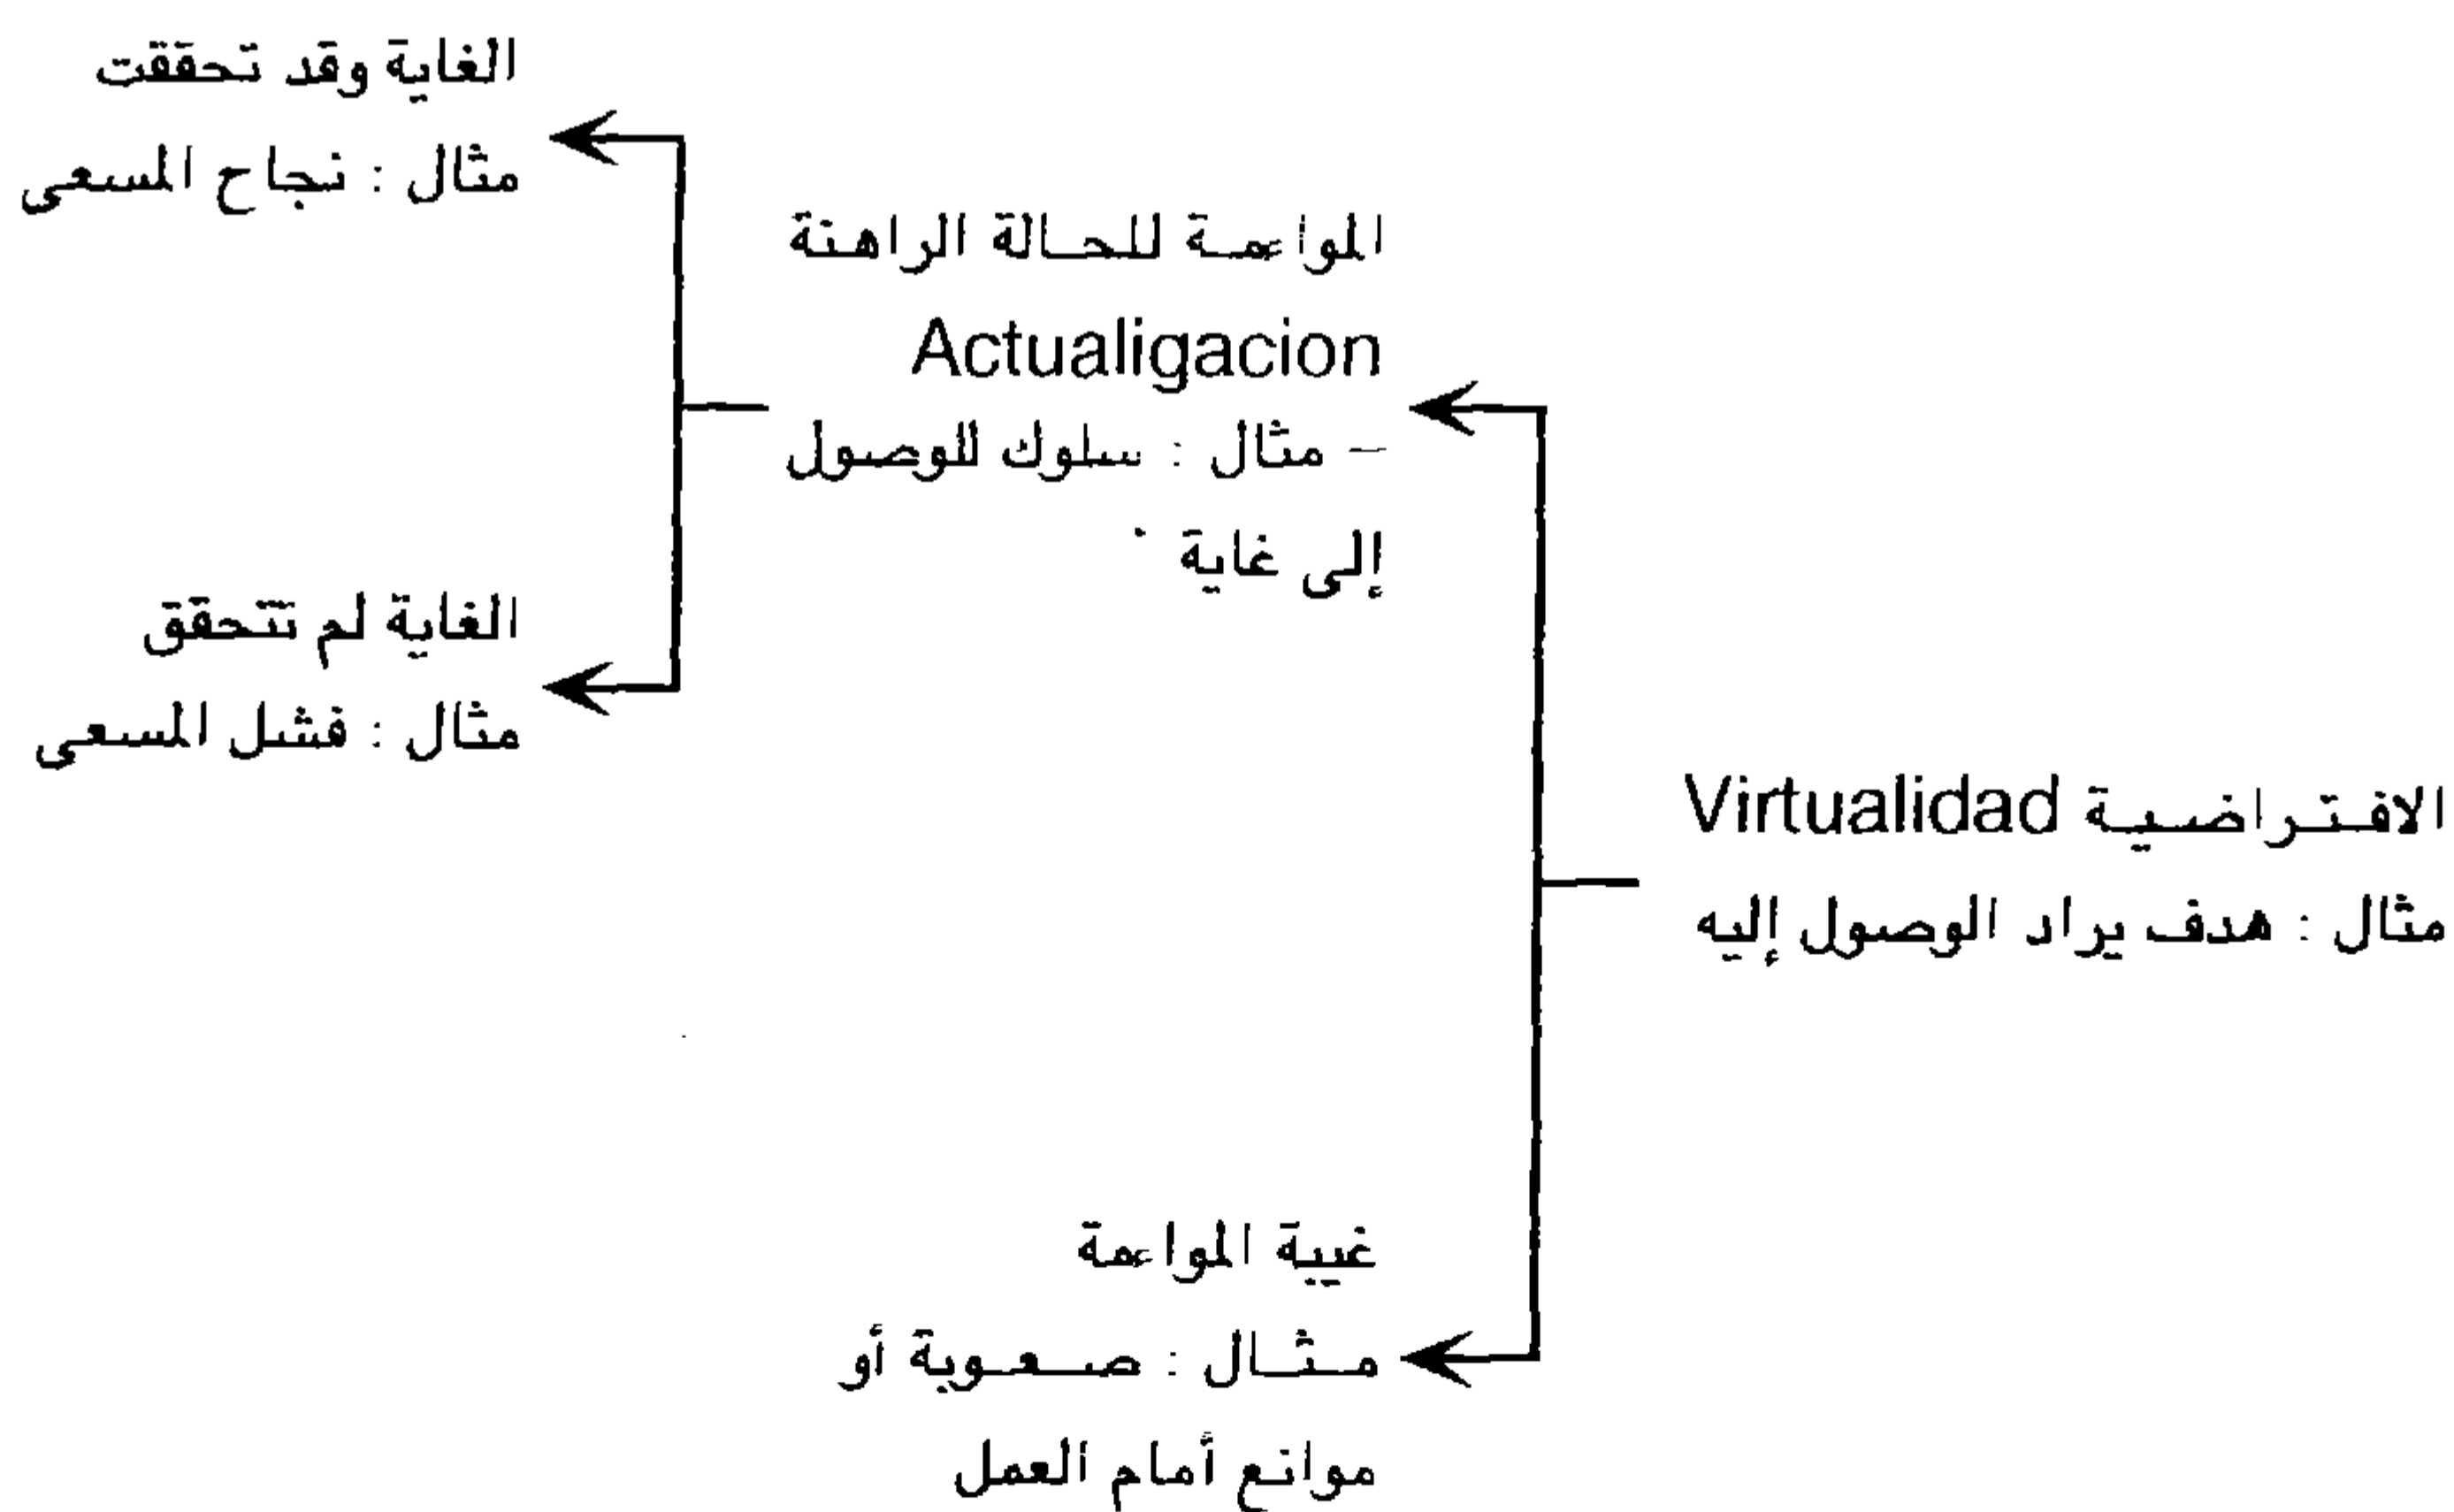 الافتراضية Virtualidad
مثال : هدف يراد الوصول إليه
المواءمة للحالة الراهنة
Actualigacion
– مثال : سلوك للوصول
إلى غاية
غيبة المواءمة
مثال : صعوبة أو
موانع أمام العمل
الغاية وقد تحققت
مثال : نجاح المسعى
الغاية لم تتحقق
مثال : فشل المسعى